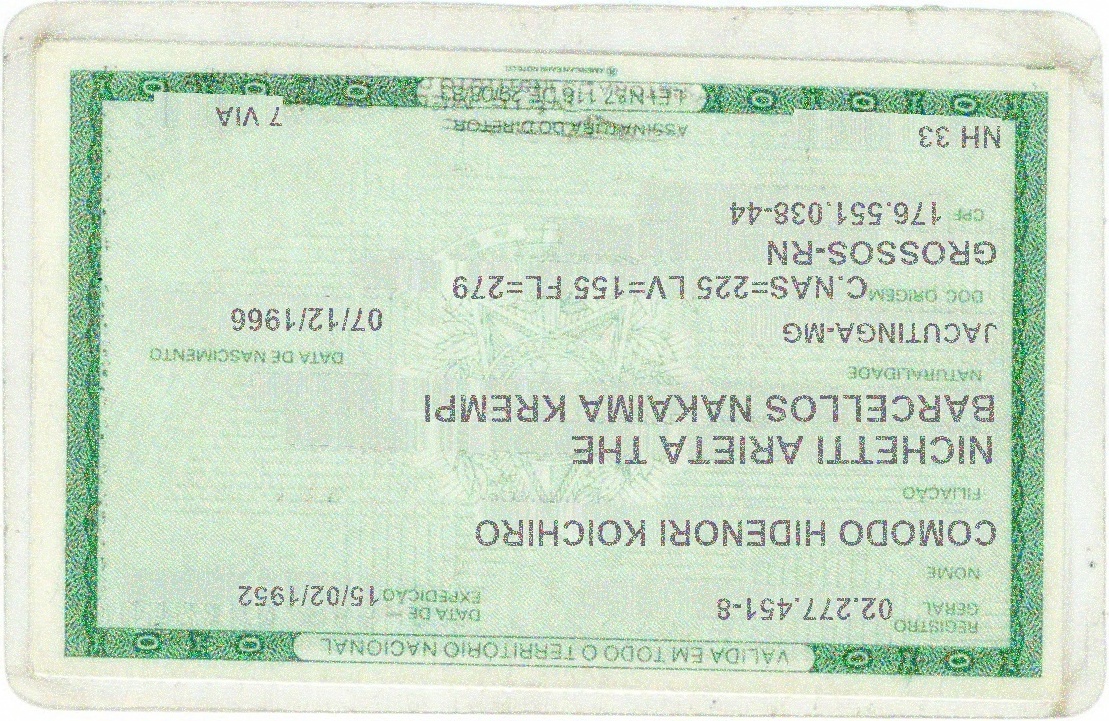 VALIDA EM TODO O TERRITÓRIO NACIONAL
REGISTRO GERAL 02.277.451-8 DATA DE EXPEDIÇÃO 15/02/1952
NOME
COMODO HIDENORI KOICHIRO
FILIAÇÃO
NICHETTI ARIETA THE
BARCELLOS NAKAIMA KREMPI
NATURALIDADE DATA DE NASCIMENTO
JACUTINGA-MG 07/12/1966
DOC ORIGEM C.NAS=225 LV=155 FL=279
GROSSOS-RN
CPF 176.551.038-44
NH 33 ASSINATURA DO DIRETOR 7 VIA
LEI Nº 7.116 DE 29/08/83